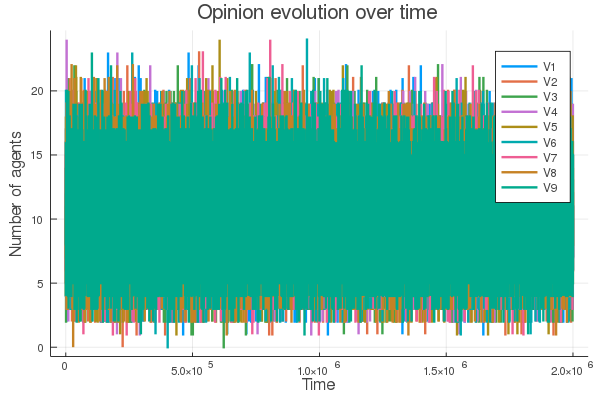 Opinion evolution over time
Number of agents
20
15
10
5
0
V1
V2
V3
V4
V5
V6
V7
V8
V9
0
5.0×10 5
1.0×10 6
1.5×10 6
2.0×10 6
Time